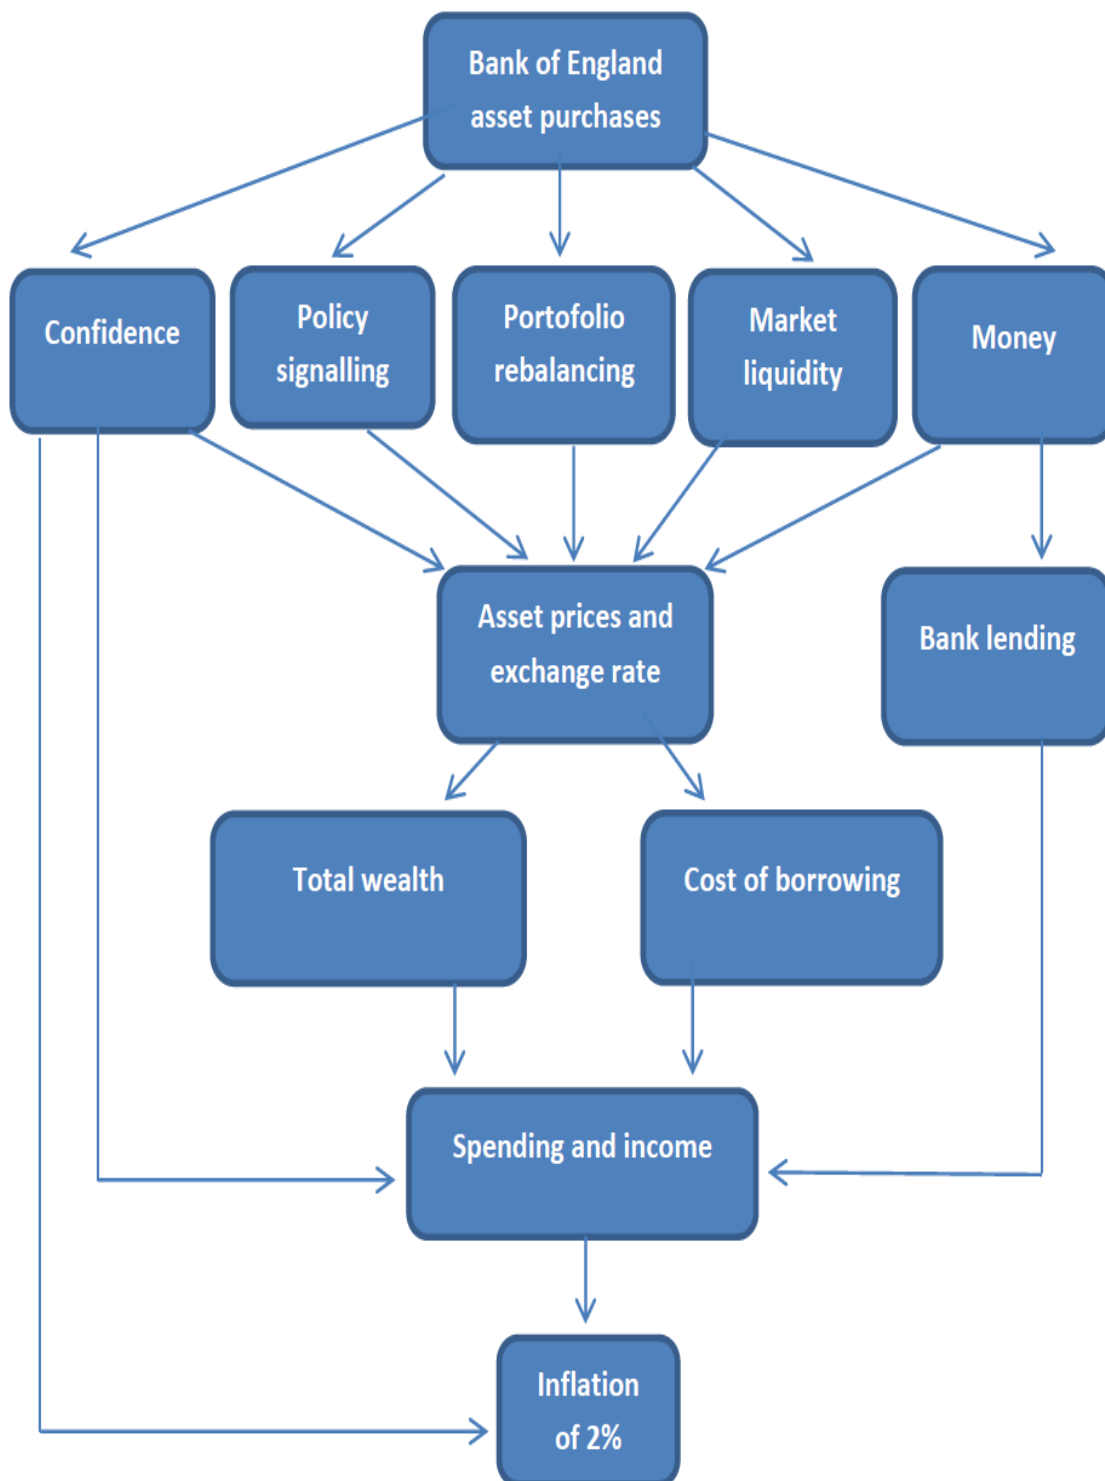 Bank of England
asset purchases
Confidence
Policy
signalling
Portofolio
rebalancing
Market
liquidity
Money
Asset prices and
exchange rate
Bank lending
Total wealth
Cost of borrowing
Spending and income
Inflation
of 2%